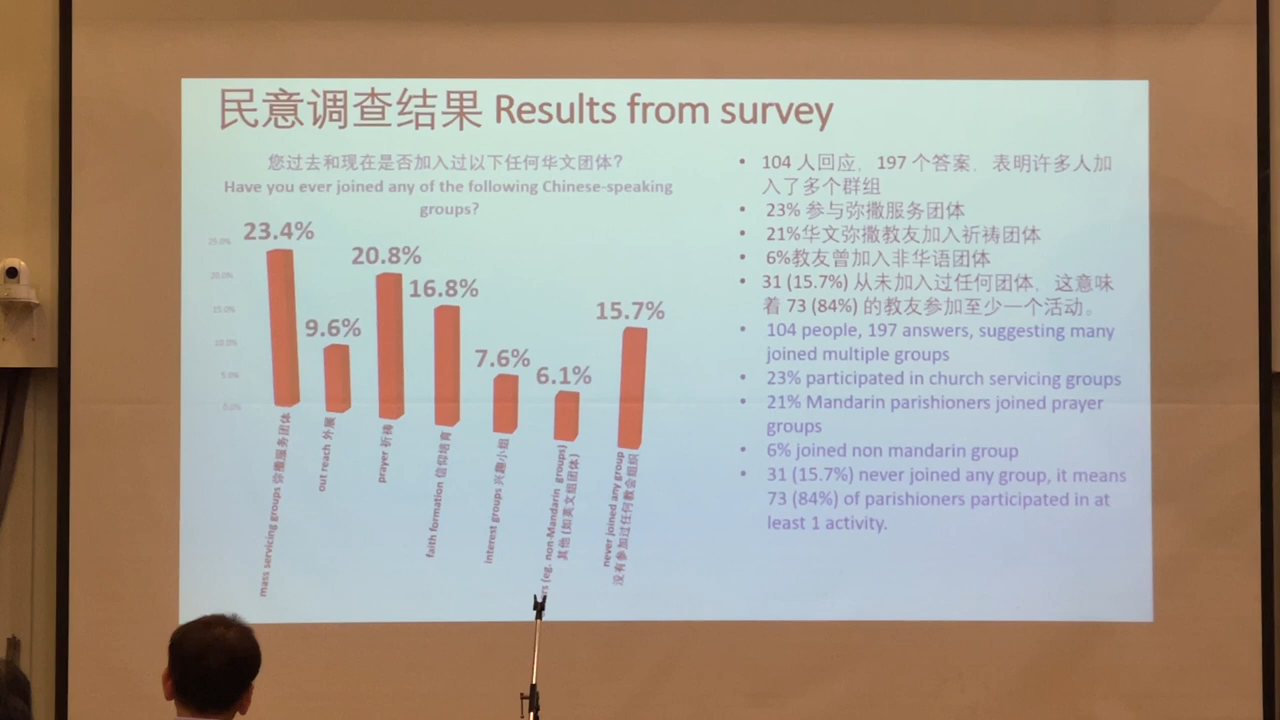 民意调查结果 Results from survey
您过去和现在是否加入过以下任何华文团体?
Have you ever joined any of the following Chinese-speaking
groups?
25.0%
20.0%
15.0%
10.0%
5.0%
0.0%
23.4%
9.6%
20.8%
16.8%
7.6%
6.1%
15.7%
mass servicing groups 弥撒服务团体
out reach 外展
prayer 祈祷
faith formation 信仰培育
interest groups 兴趣小组
(eg. non-Mandarin groups)
其他 (如英文组团体)
never joined any group
没有参加过任何教会组织
• 104 人回应，197 个答案，表明许多人加
入了多个群组
• 23% 参与弥撒服务团体
• 21%华文弥撒教友加入祈祷团体
• 6%教友曾加入非华语团体
• 31 (15.7%) 从未加入过任何团体，这意味
着 73 (84%) 的教友参加至少一个活动。
• 104 people, 197 answers, suggesting many
joined multiple groups
• 23% participated in church servicing groups
• 21% Mandarin parishioners joined prayer
groups
• 6% joined non mandarin group
• 31 (15.7%) never joined any group, it means
73 (84%) of parishioners participated in at
least 1 activity.